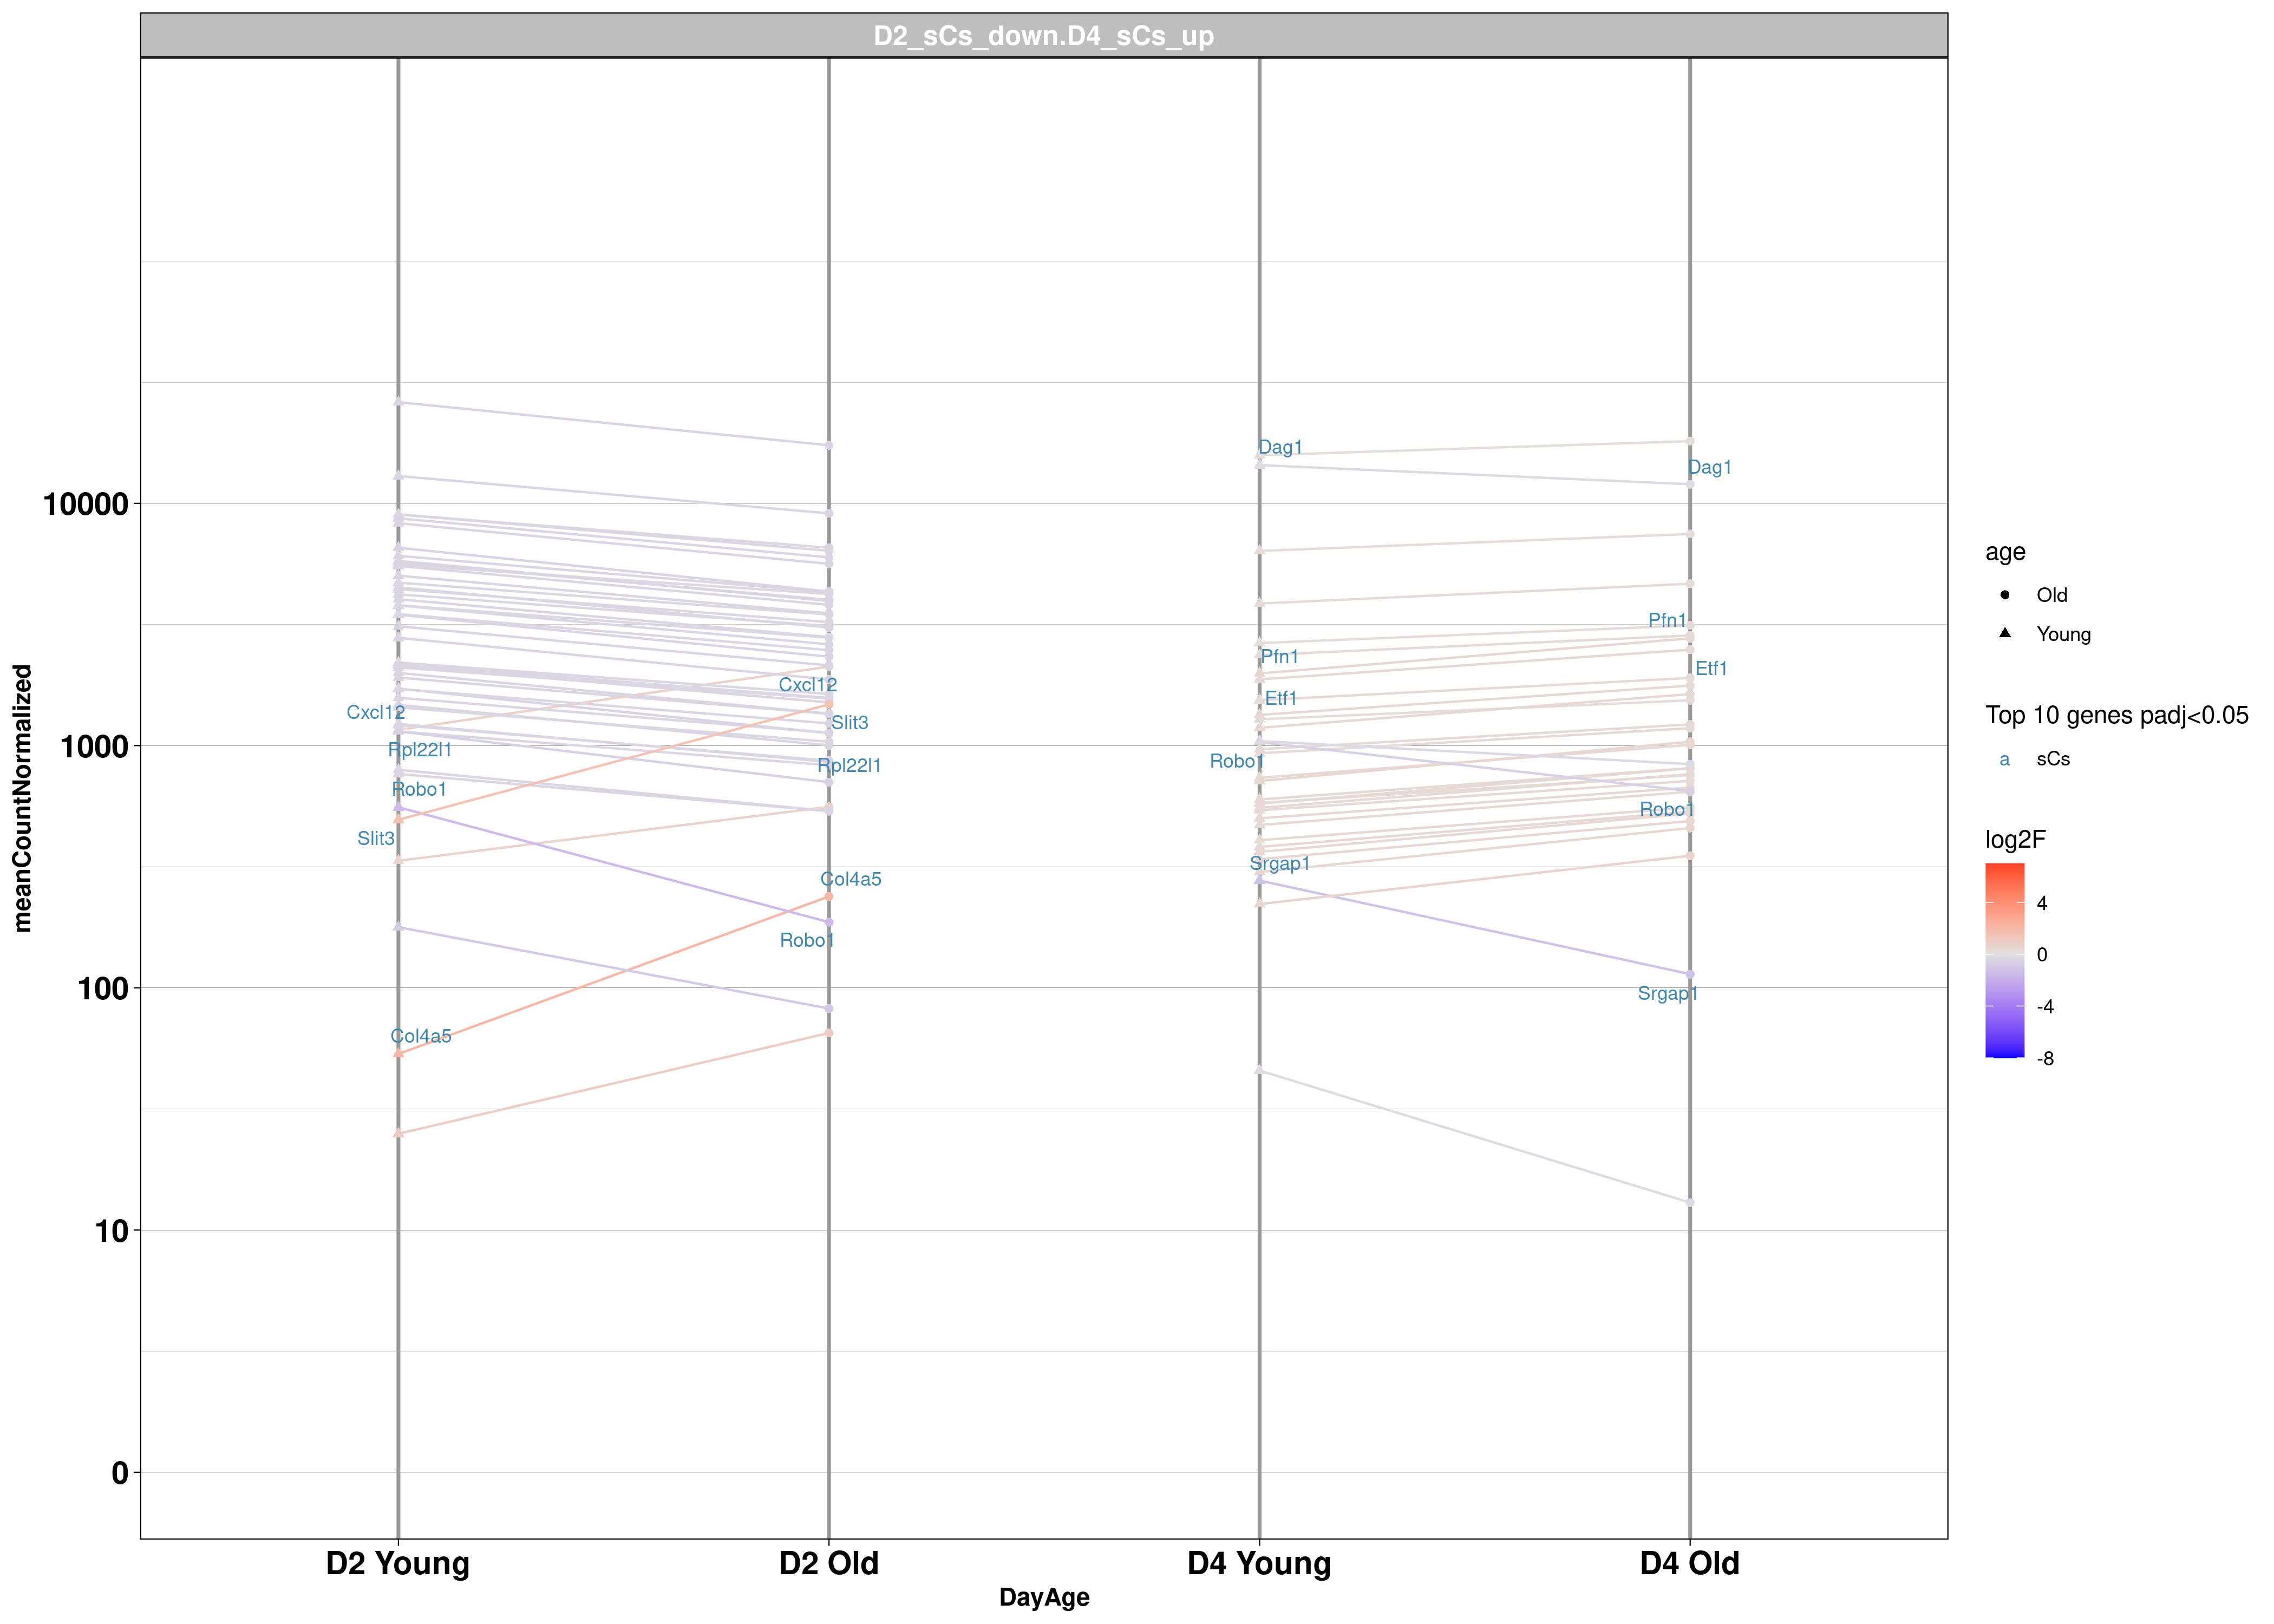 D2_sCs_down.D4_sCs_up
meanCountNormalized
10000
1000
100
10
0
Dag1
Dag1
Pfn1
Pfn1
Etf1
Etf1
Cxcl12
Cxcl12
Slit3
Rpl22l1
Rpl22l1
Robo1
Robo1
Robo1
Slit3
Srgap1
Col4a5
Robo1
Srgap1
Col4a5
D2 Young
D2 Old
D4 Young
D4 Old
DayAge
age
Old
Young
Top 10 genes padj<0.05
a sCs
log2F
4
0
-4
-8